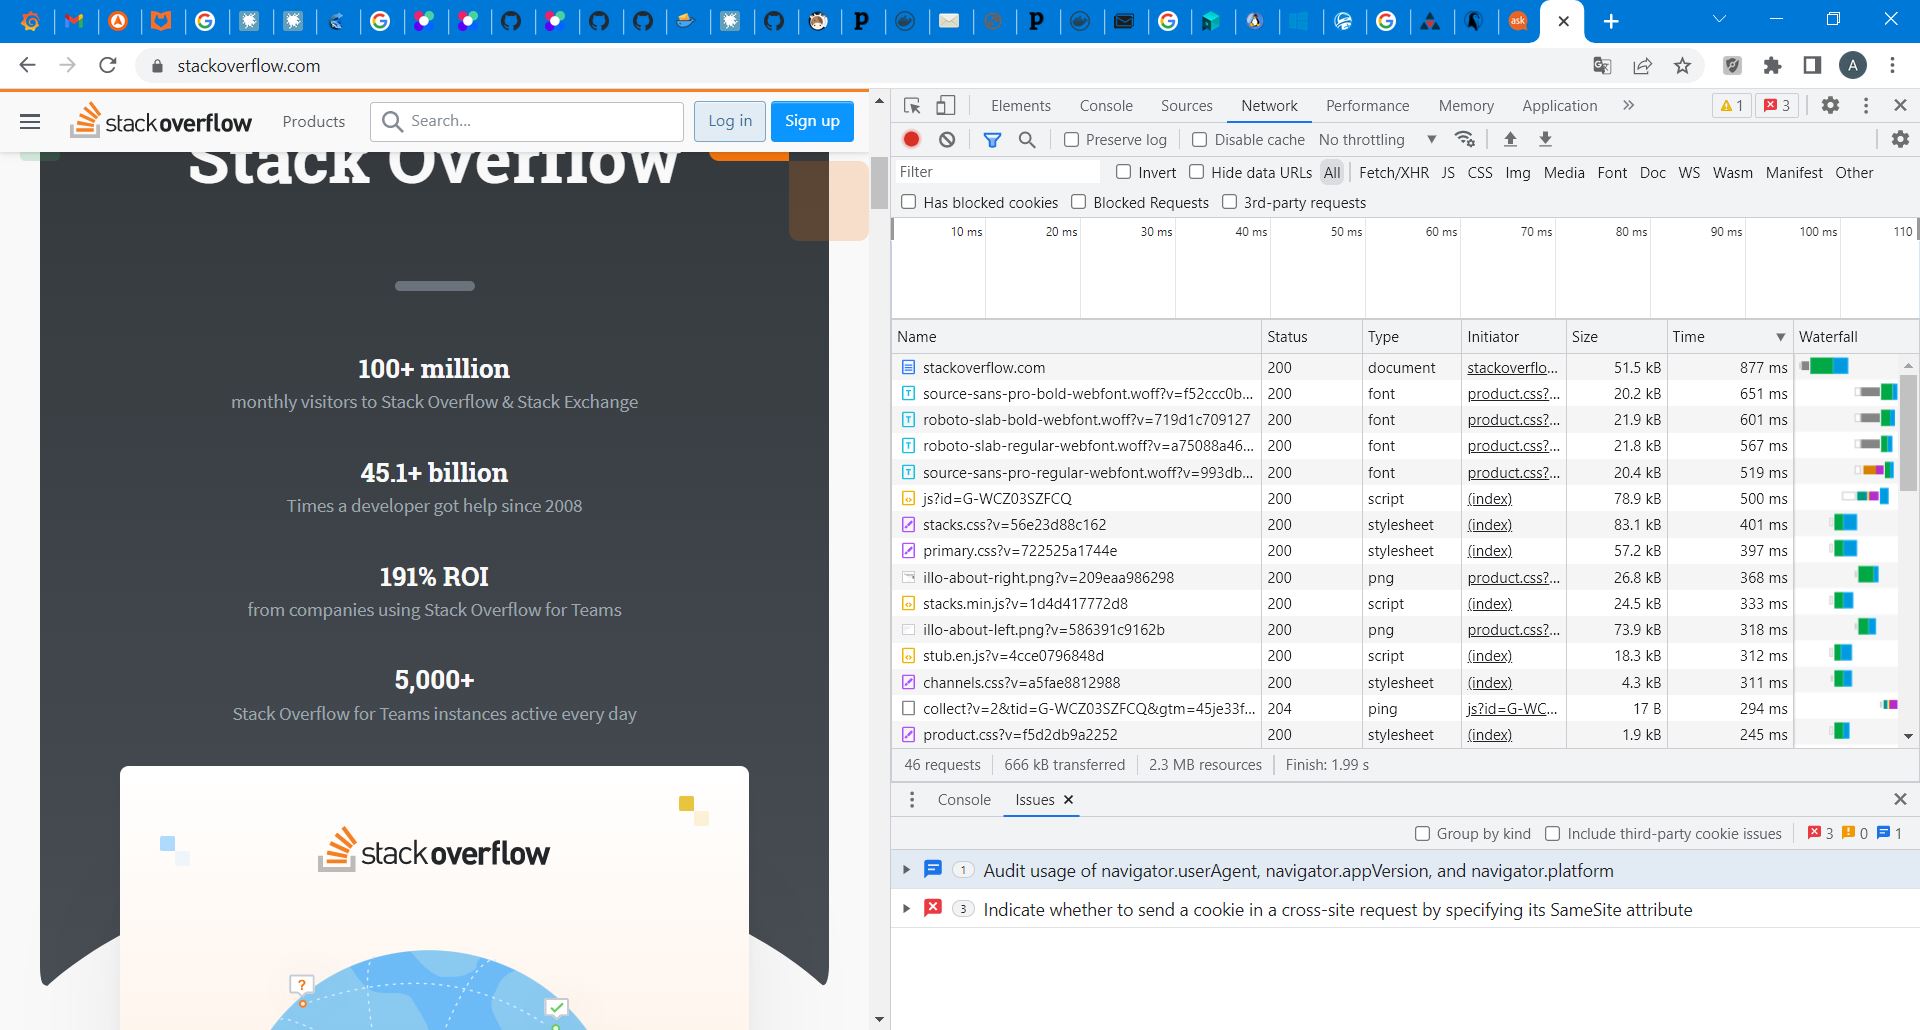 ask
stackoverflow.com
A
stackoverflow
Products
Search...
Log in
Sign up
Stack Overflow
100+ million
monthly visitors to Stack Overflow & Stack Exchange
45.1+ billion
Times a developer got help since 2008
191% ROI
from companies using Stack Overflow for Teams
5,000+
Stack Overflow for Teams instances active every day
stackoverflow
?
Elements Console Sources Network Performance Memory Application » 1 3
Preserve log Disable cache No throttling
Filter Invert Hide data URLs All Fetch/XHR JS CSS Img Media Font Doc WS Wasm Manifest Other
Has blocked cookies Blocked Requests 3rd-party requests
10 ms 20 ms 30 ms 40 ms 50 ms 60 ms 70 ms 80 ms 90 ms 100 ms 110
Name Status Type Initiator Size Time Waterfall
stackoverflow.com 200 document stackoverflo... 51.5 kB 877 ms
source-sans-pro-bold-webfont.woff?v=f52ccc0b... 200 font product.css?... 20.2 kB 651 ms
roboto-slab-bold-webfont.woff?v=719d1c709127 200 font product.css?... 21.9 kB 601 ms
roboto-slab-regular-webfont.woff?v=a75088a46... 200 font product.css?... 21.8 kB 567 ms
source-sans-pro-regular-webfont.woff?v=993db... 200 font product.css?... 20.4 kB 519 ms
js?id=G-WCZ03SZFCQ 200 script (index) 78.9 kB 500 ms
stacks.css?v=56e23d88c162 200 stylesheet (index) 83.1 kB 401 ms
primary.css?v=722525a1744e 200 stylesheet (index) 57.2 kB 397 ms
illo-about-right.png?v=209eaa986298 200 png product.css?... 26.8 kB 368 ms
stacks.min.js?v=1d4d417772d8 200 script (index) 24.5 kB 333 ms
illo-about-left.png?v=586391c9162b 200 png product.css?... 73.9 kB 318 ms
stub.en.js?v=4cce0796848d 200 script (index) 18.3 kB 312 ms
channels.css?v=a5fae8812988 200 stylesheet (index) 4.3 kB 311 ms
collect?v=2&tid=G-WCZ03SZFCQ&gtm=45je33f... 204 ping js?id=G-WC... 17 B 294 ms
product.css?v=f5d2db9a2252 200 stylesheet (index) 1.9 kB 245 ms
46 requests 666 kB transferred 2.3 MB resources Finish: 1.99 s
Console Issues
Group by kind Include third-party cookie issues 3 0 1
1 Audit usage of navigator.userAgent, navigator.appVersion, and navigator.platform
3 Indicate whether to send a cookie in a cross-site request by specifying its SameSite attribute